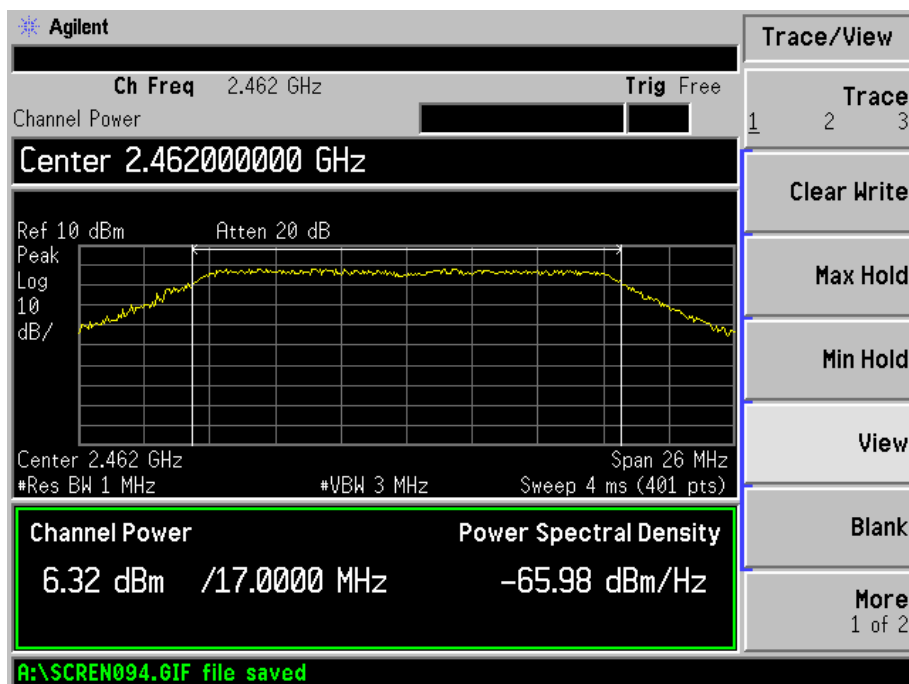 Agilent
Trace/View
Ch Freq 2.462 GHz Trig Free
Channel Power
Trace
1 2 3
Center 2.462000000 GHz
Clear Write
Ref 10 dBm Atten 20 dB
Peak
Log
10
dB/
Max Hold
Min Hold
View
Center 2.462 GHz Span 26 MHz
#Res BW 1 MHz #VBW 3 MHz Sweep 4 ms (401 pts)
Channel Power Power Spectral Density
Blank
6.32 dBm /17.0000 MHz -65.98 dBm/Hz
More
1 of 2
A:\SCREN094.GIF file saved